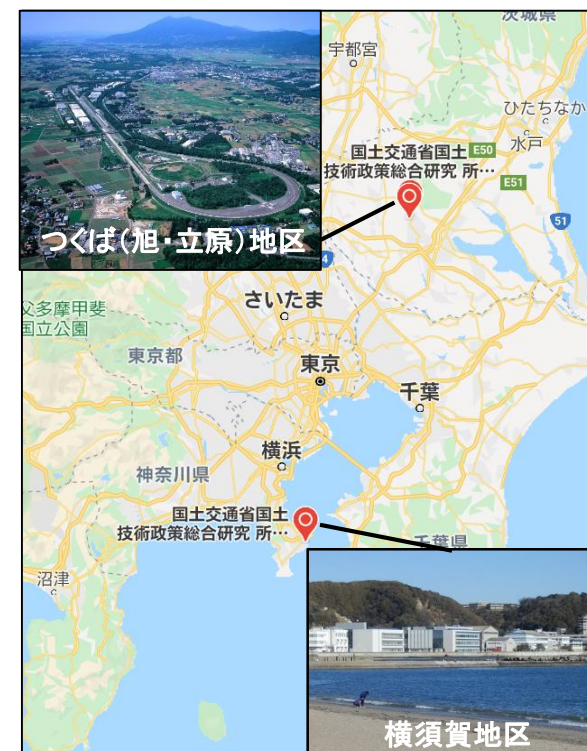 茨城県
宇都宮
ひたちなか
水戸
国土交通省国土
技術政策総合研究 所…
E50
E51
51
つくば(旭・立原)地区
4
さいたま
父多摩甲斐
国立公園
東京都
東京
千葉
横浜
神奈川県
国土交通省国土
技術政策総合研究 所…
千葉県
沼津
横須賀地区